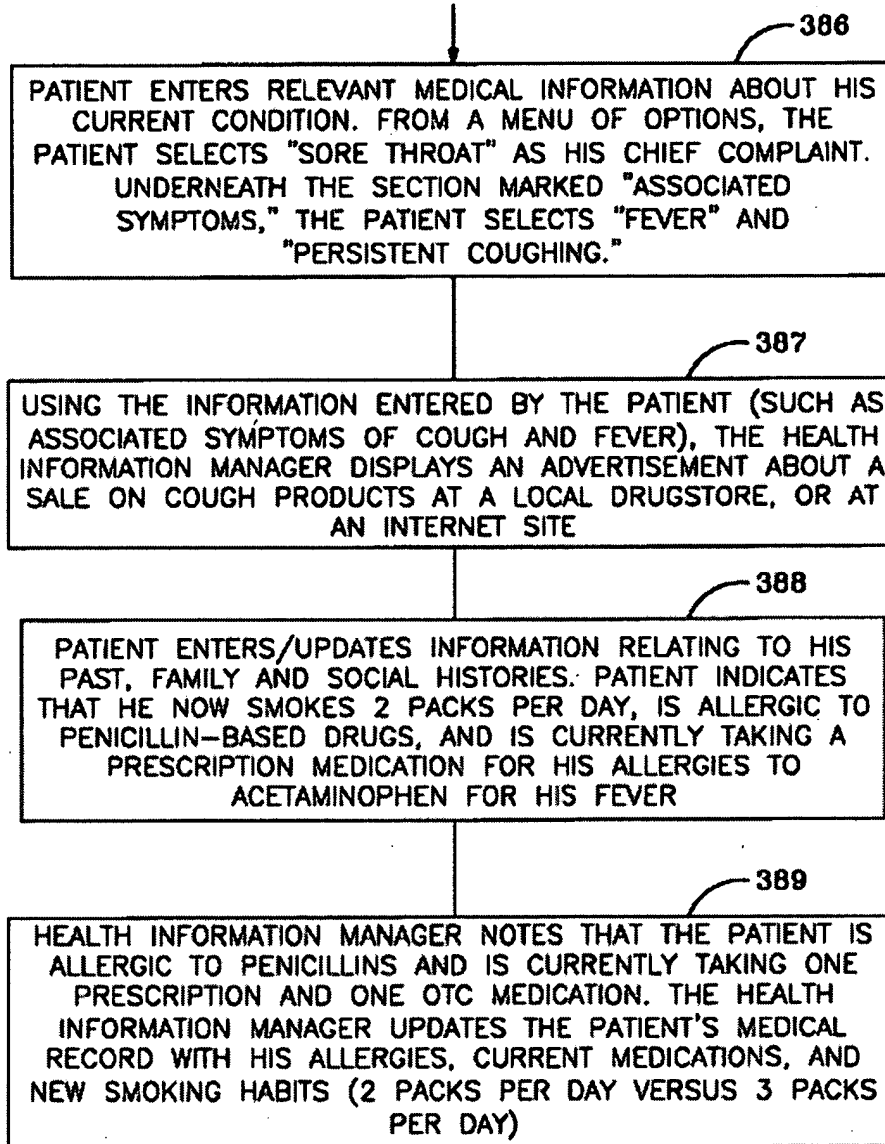 386
PATIENT ENTERS RELEVANT MEDICAL INFORMATION ABOUT HIS
CURRENT CONDITION. FROM A MENU OF OPTIONS, THE
PATIENT SELECTS "SORE THROAT" AS HIS CHIEF COMPLAINT.
UNDERNEATH THE SECTION MARKED "ASSOCIATED
SYMPTOMS," THE PATIENT SELECTS "FEVER" AND
"PERSISTENT COUGHING."
387
USING THE INFORMATION ENTERED BY THE PATIENT (SUCH AS
ASSOCIATED SYMPTOMS OF COUGH AND FEVER), THE HEALTH
INFORMATION MANAGER DISPLAYS AN ADVERTISEMENT ABOUT A
SALE ON COUGH PRODUCTS AT A LOCAL DRUGSTORE, OR AT
AN INTERNET SITE
388
PATIENT ENTERS/UPDATES INFORMATION RELATING TO HIS
PAST, FAMILY AND SOCIAL HISTORIES. PATIENT INDICATES
THAT HE NOW SMOKES 2 PACKS PER DAY, IS ALLERGIC TO
PENICILLIN-BASED DRUGS, AND IS CURRENTLY TAKING A
PRESCRIPTION MEDICATION FOR HIS ALLERGIES TO
ACETAMINOPHEN FOR HIS FEVER
389
HEALTH INFORMATION MANAGER NOTES THAT THE PATIENT IS
ALLERGIC TO PENICILLINS AND IS CURRENTLY TAKING ONE
PRESCRIPTION AND ONE OTC MEDICATION. THE HEALTH
INFORMATION MANAGER UPDATES THE PATIENT'S MEDICAL
RECORD WITH HIS ALLERGIES, CURRENT MEDICATIONS, AND
NEW SMOKING HABITS (2 PACKS PER DAY VERSUS 3 PACKS
PER DAY)